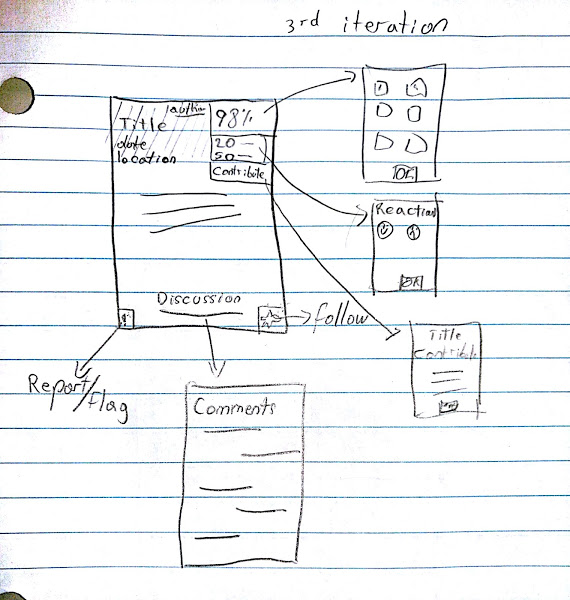 3rd iteration
author
Title
date
location
98%
20
50
Contribute
OK
Reaction
OK
Discussion
follow
Report/
flag
Title
Contribute
Comments